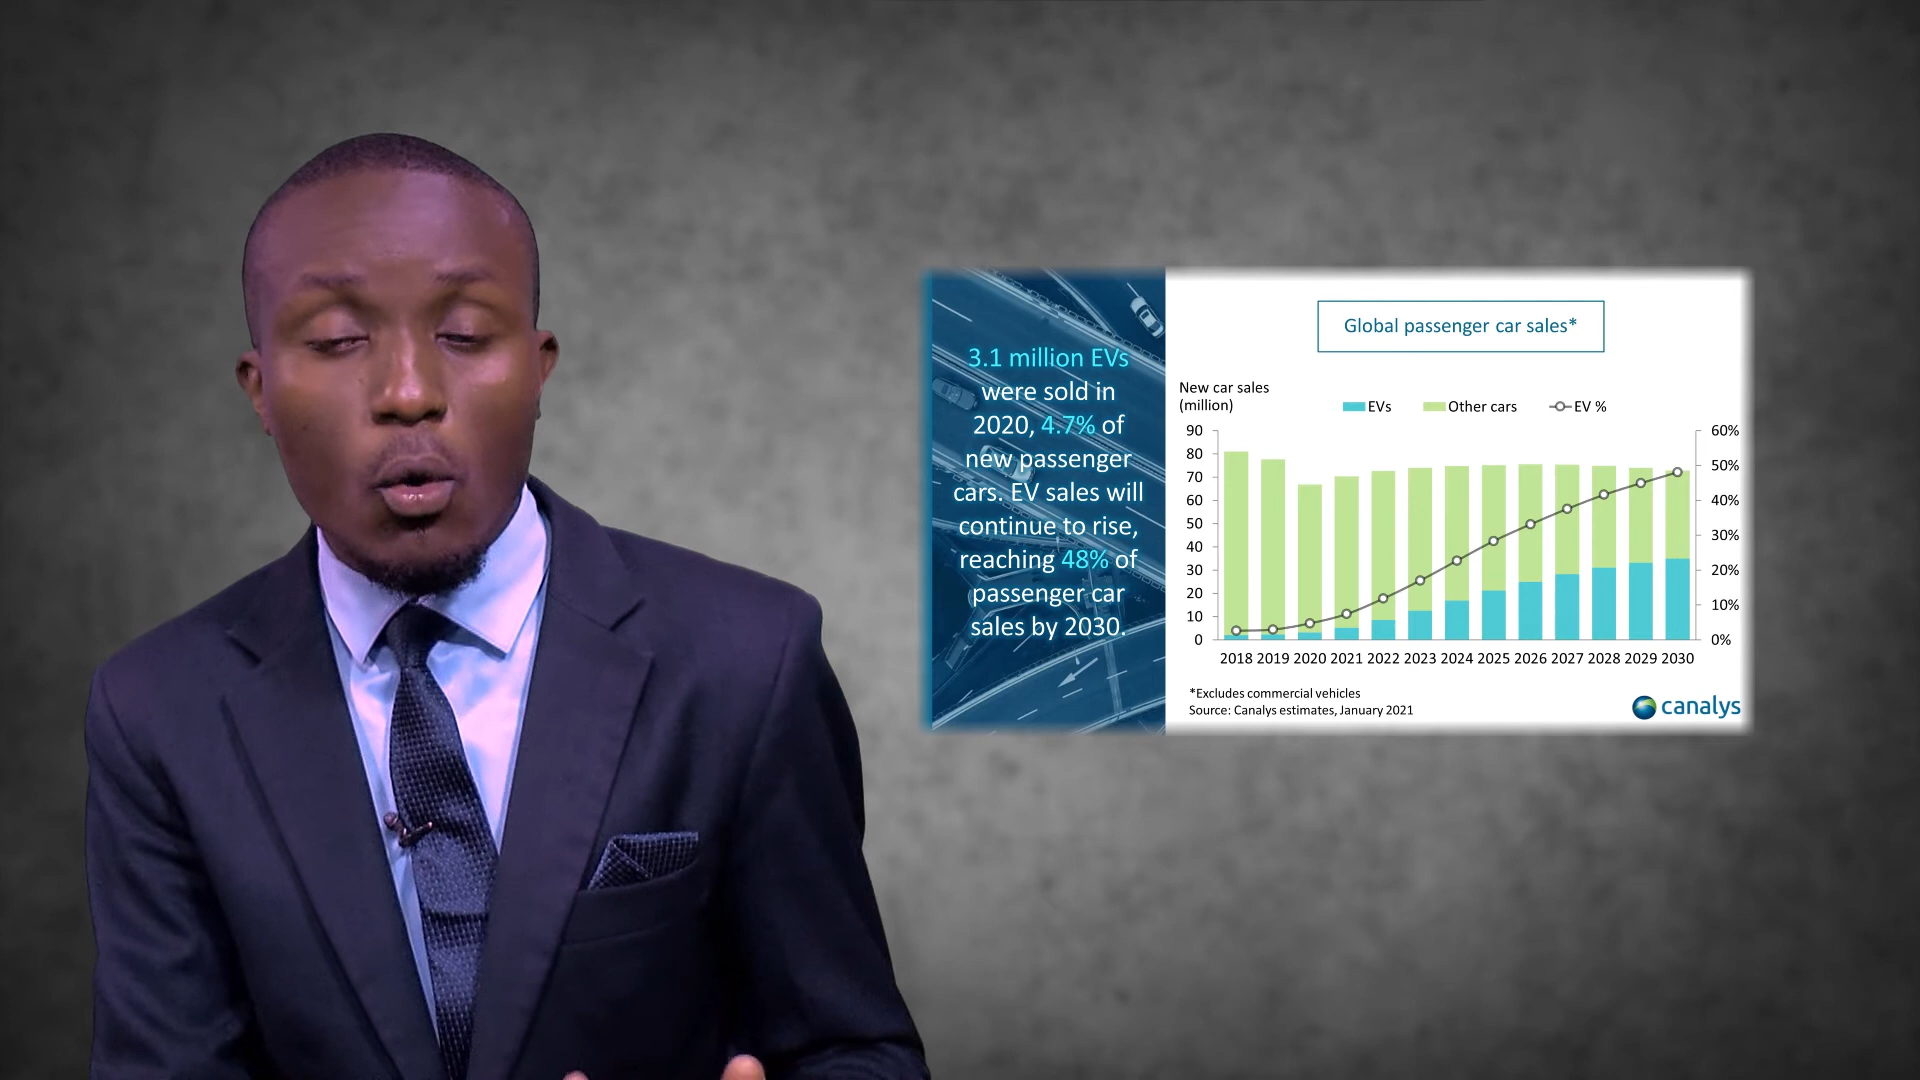 3.1 million EVs
were sold in
2020, 4.7% of
new passenger
cars. EV sales will
continue to rise,
reaching 48% of
passenger car
sales by 2030.
Global passenger car sales*
New car sales
(million)
EVs Other cars EV %
90 60%
80 50%
70 40%
60 30%
50 20%
40 10%
30 0%
20
10
0
2018 2019 2020 2021 2022 2023 2024 2025 2026 2027 2028 2029 2030
*Excludes commercial vehicles
Source: Canalys estimates, January 2021
canalys